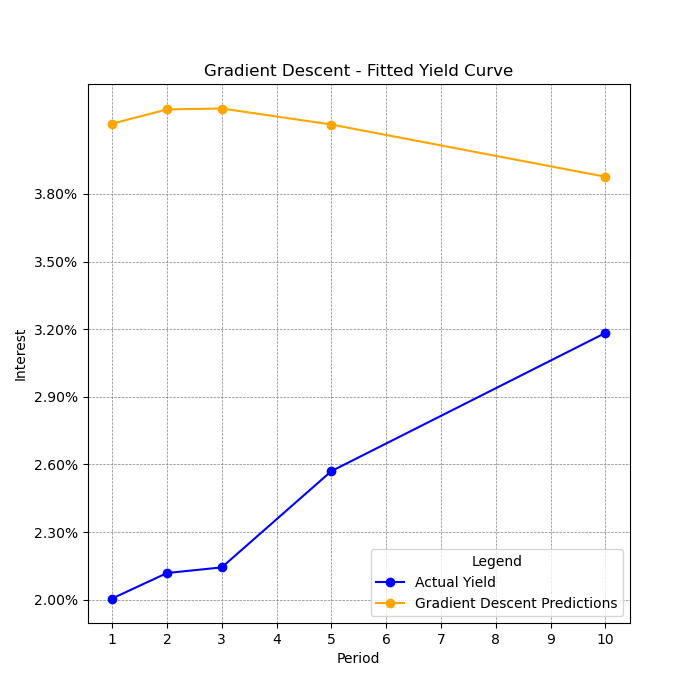 Gradient Descent - Fitted Yield Curve
Interest
3.80%
3.50%
3.20%
2.90%
2.60%
2.30%
2.00%
Legend
Actual Yield
Gradient Descent Predictions
1 2 3 4 5 6 7 8 9 10
Period